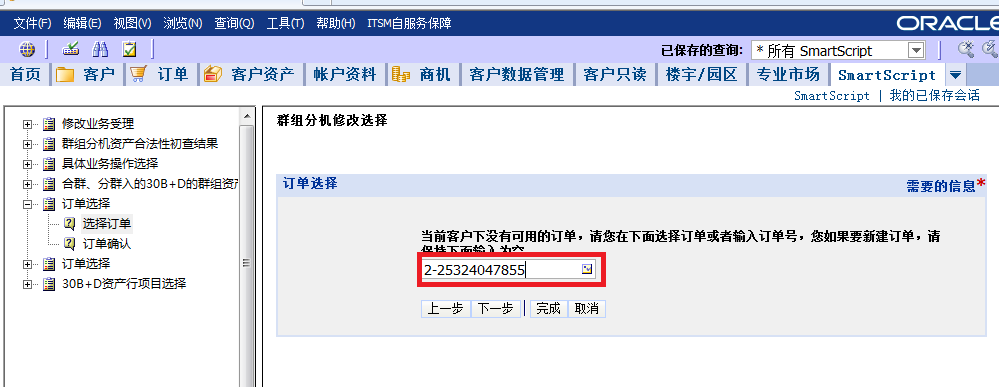 文件(F) 编辑(E) 视图(V) 浏览(N) 查询(Q) 工具(T) 帮助(H) ITSM自服务保障
ORACLE
已保存的查询: * 所有 SmartScript
首页 客户 订单 客户资产 帐户资料 商机 客户数据管理 客户只读 楼宇/园区 专业市场 SmartScript
SmartScript | 我的已保存会话
修改业务受理
群组分机资产合法性初查结果
具体业务操作选择
合群、分群入的30B+D的群组资产
订单选择
选择订单
订单确认
订单选择
30B+D资产行项目选择
群组分机修改选择
订单选择
需要的信息*
当前客户下没有可用的订单，请您在下面选择订单或者输入订单号，您如果要新建订单，请
保持下面输入为空
2-25324047855
上一步 下一步 完成 取消